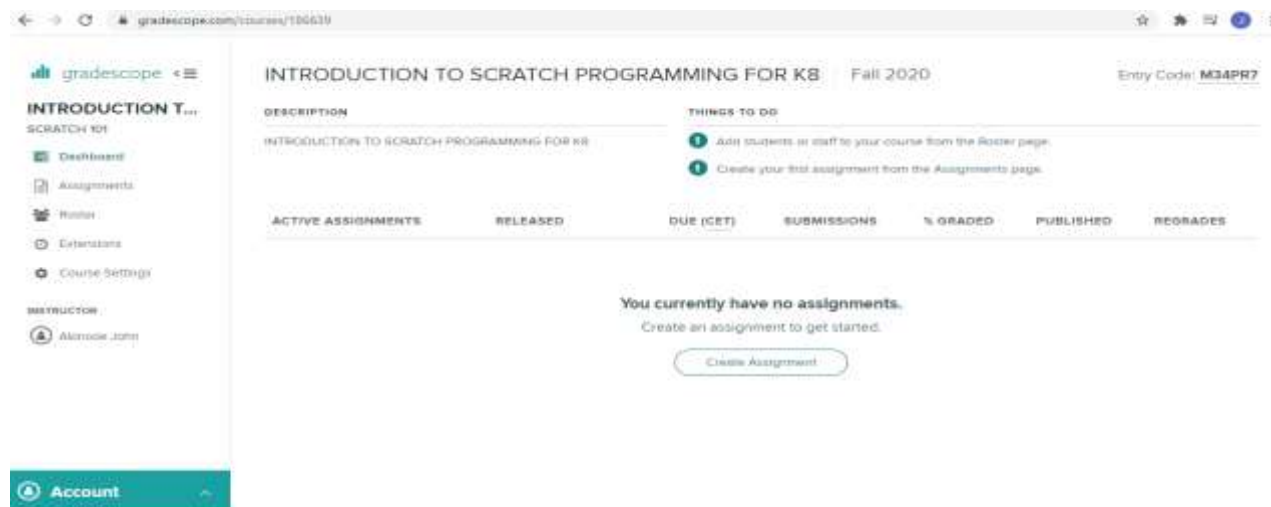 gradescope.com/courses/186639
gradescope
INTRODUCTION T...
SCRATCH 101
Dashboard
Assignments
Roster
Extensions
Course Settings
INSTRUCTOR
John
Account
INTRODUCTION TO SCRATCH PROGRAMMING FOR K8 Fall 2020
Entry Code: M34PR7
DESCRIPTION
INTRODUCTION TO SCRATCH PROGRAMMING FOR K8
THINGS TO DO
Add students or staff to your course from the Roster page.
Create your first assignment from the Assignments page.
ACTIVE ASSIGNMENTS RELEASED DUE (CET) SUBMISSIONS % GRADED PUBLISHED REGRADES
You currently have no assignments.
Create an assignment to get started.
Create Assignment